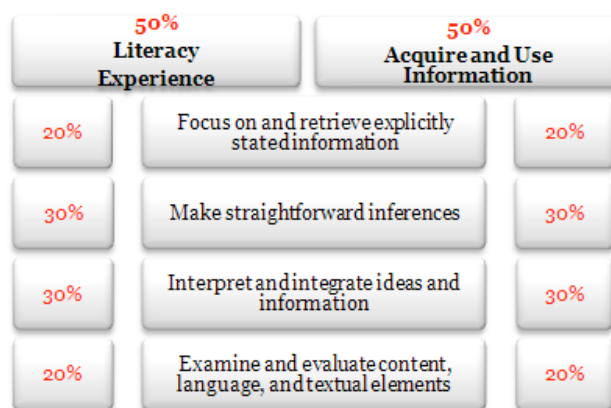 50%
Literacy
Experience
50%
Acquire and Use
Information
20%
Focus on and retrieve explicitly
stated information
20%
30%
Make straightforward inferences
30%
30%
Interpret and integrate ideas and
information
30%
20%
Examine and evaluate content,
language, and textual elements
20%